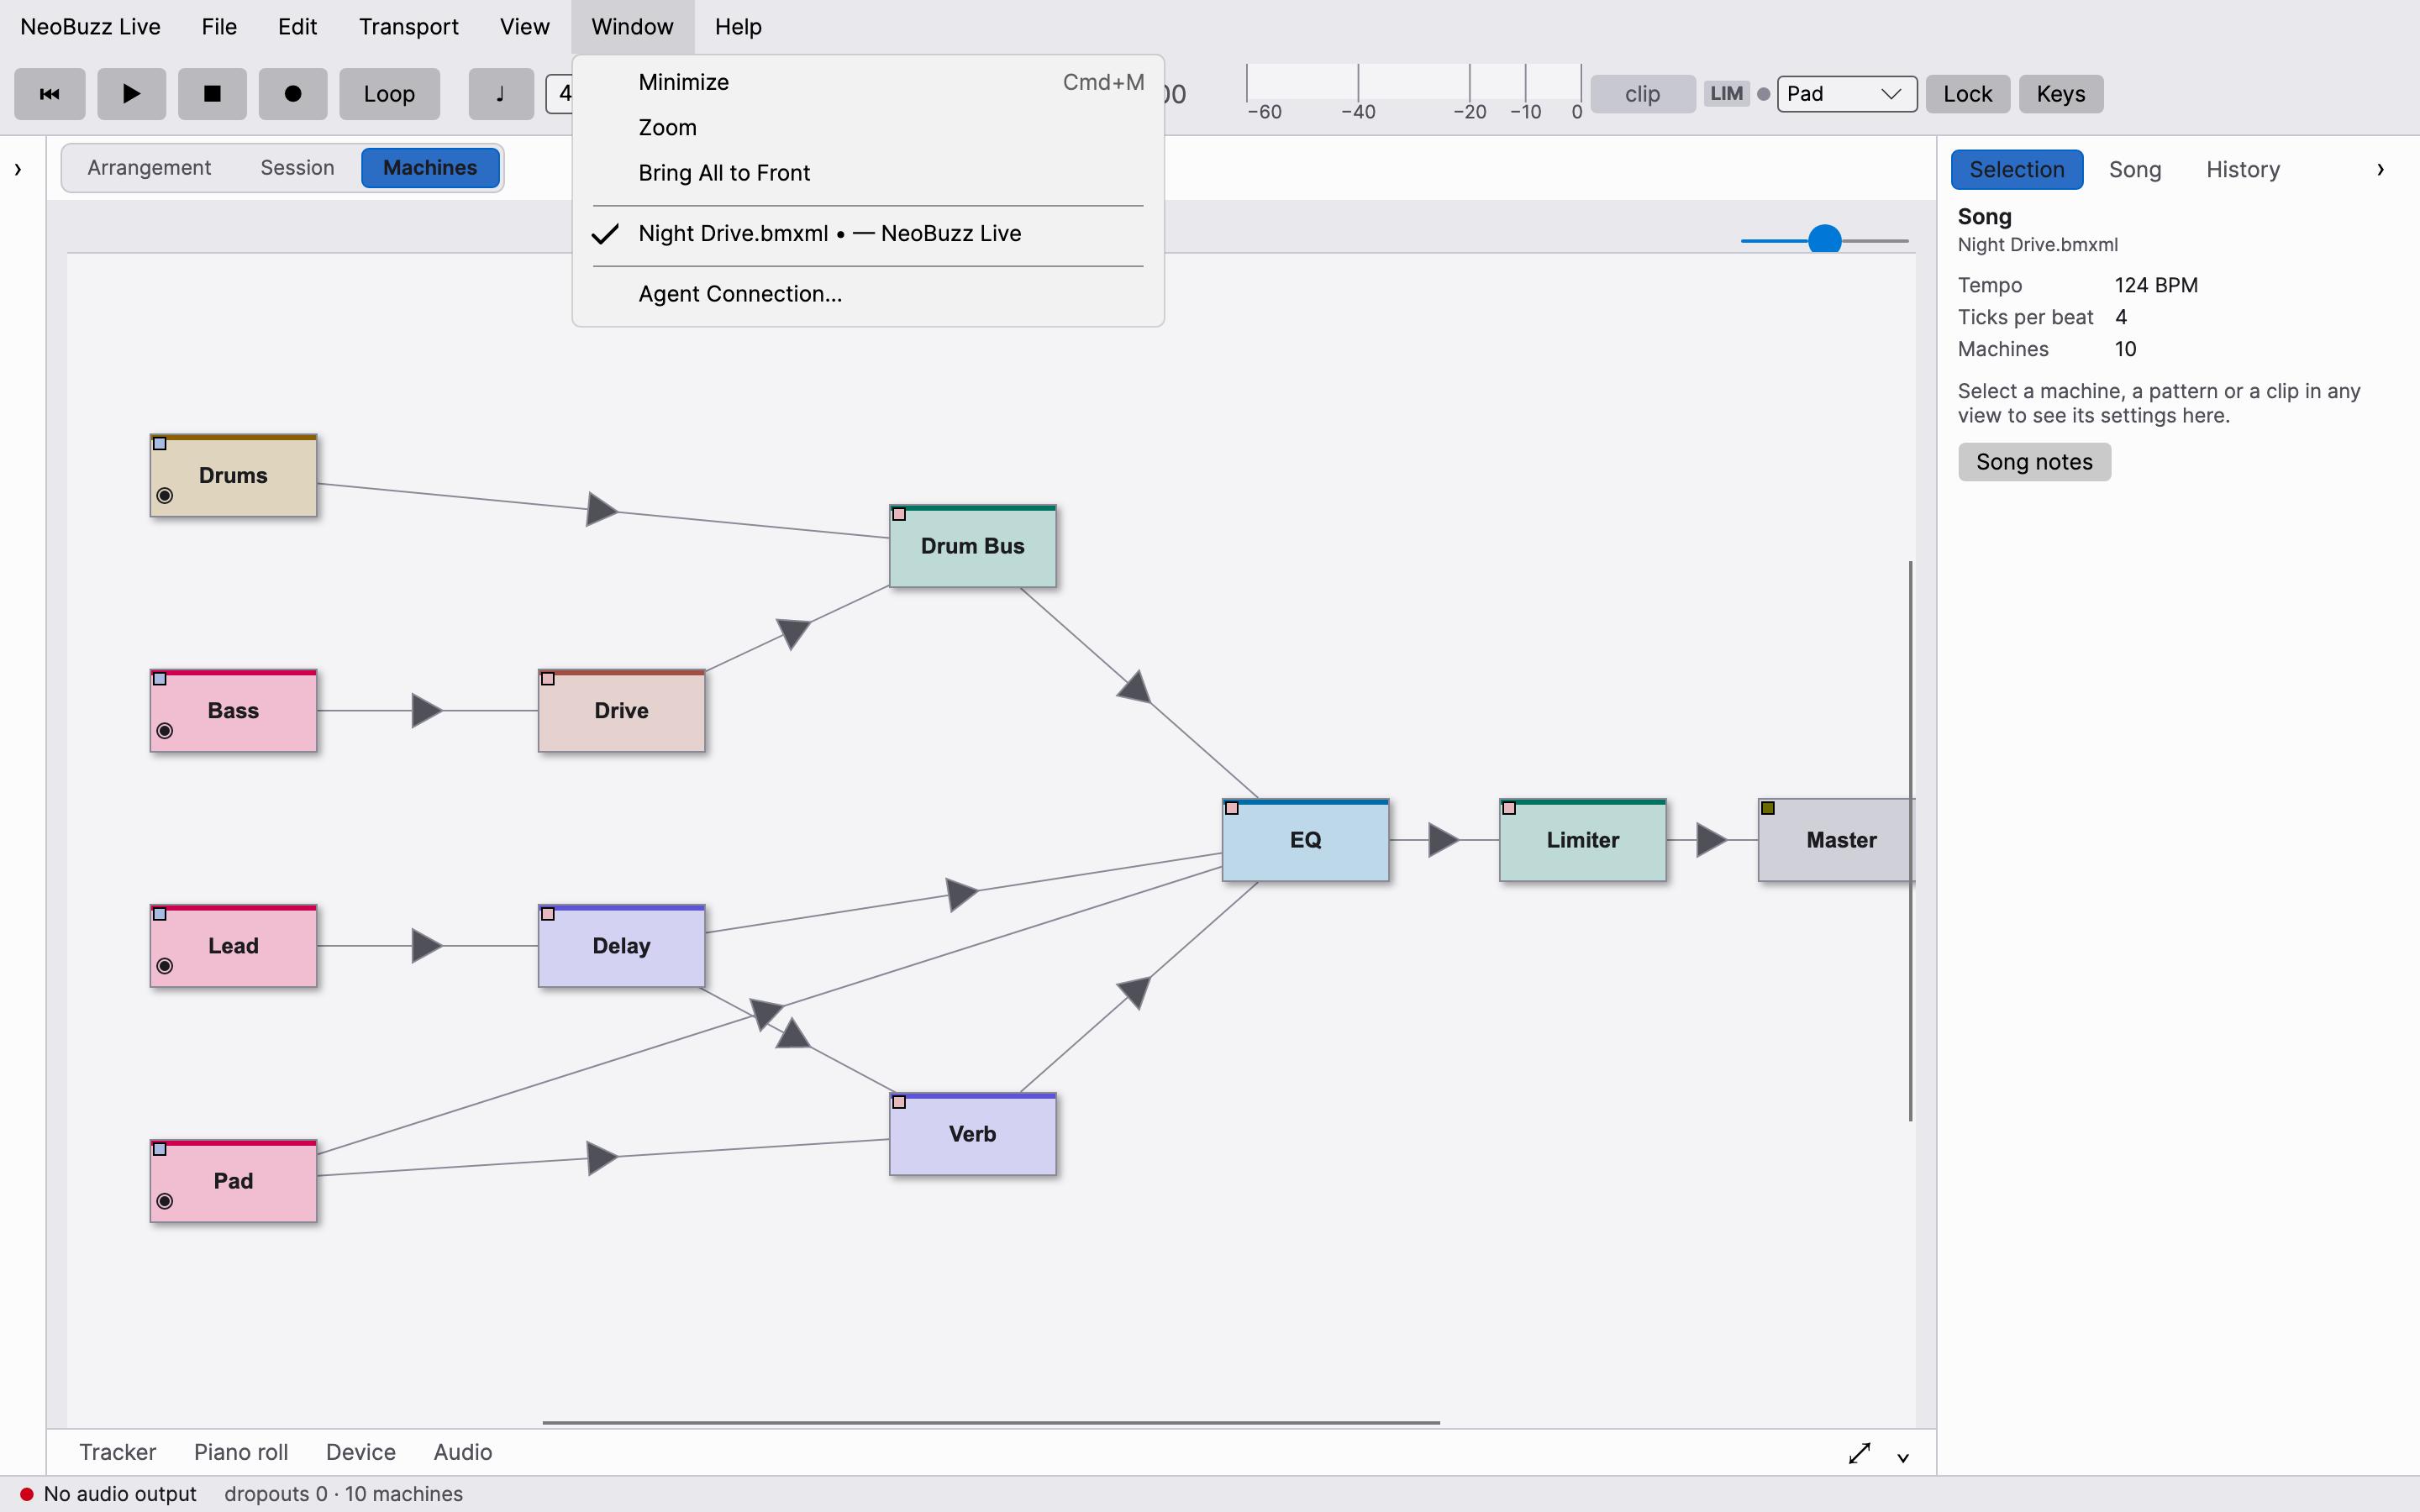 NeoBuzz Live File Edit Transport View Window Help
Loop ♩ 4 00 −60 −40 −20 −10 0 clip LIM Pad Lock Keys
Minimize Cmd+M
Zoom
Bring All to Front
Night Drive.bmxml • — NeoBuzz Live
Agent Connection...
Arrangement Session Machines
Selection Song History
Song
Night Drive.bmxml
Tempo 124 BPM
Ticks per beat 4
Machines 10
Select a machine, a pattern or a clip in any
view to see its settings here.
Song notes
Drums
Drum Bus
Bass Drive
EQ Limiter Master
Lead Delay
Verb
Pad
Tracker Piano roll Device Audio
No audio output dropouts 0 · 10 machines